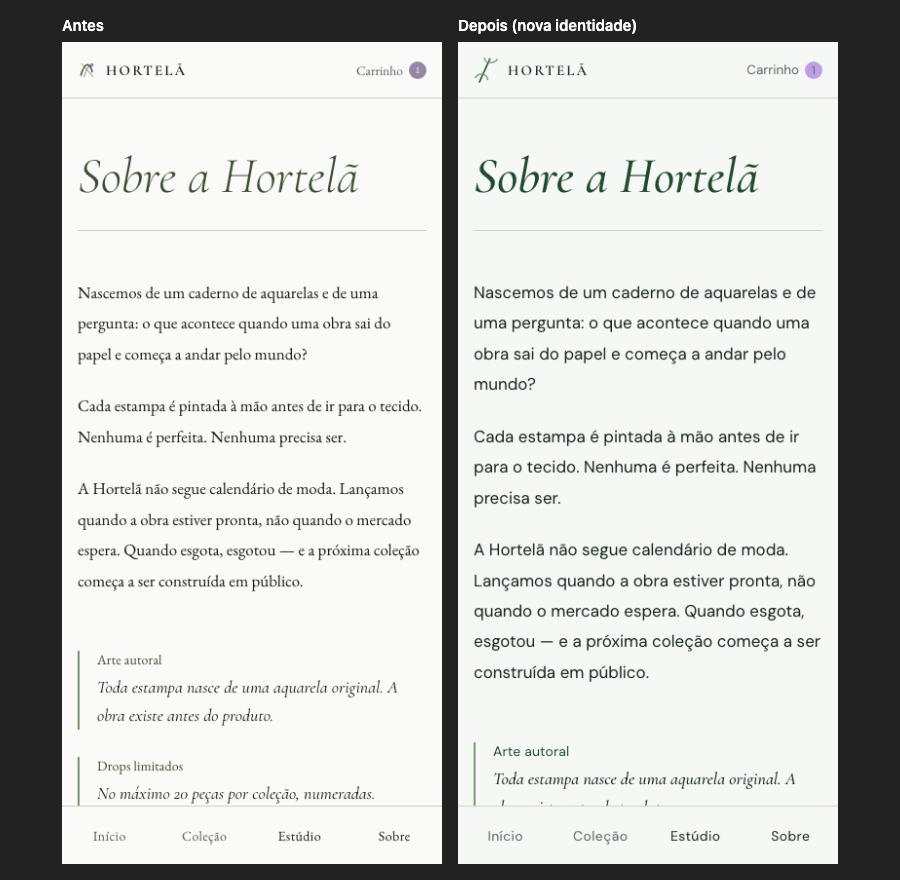 Antes
HORTELÃ
Carrinho 1
Sobre a Hortelã
Nascemos de um caderno de aquarelas e de uma
pergunta: o que acontece quando uma obra sai do
papel e começa a andar pelo mundo?
Cada estampa é pintada à mão antes de ir para o tecido.
Nenhuma é perfeita. Nenhuma precisa ser.
A Hortelã não segue calendário de moda. Lançamos
quando a obra estiver pronta, não quando o mercado
espera. Quando esgota, esgotou — e a próxima coleção
começa a ser construída em público.
Arte autoral
Toda estampa nasce de uma aquarela original. A
obra existe antes do produto.
Drops limitados
No máximo 20 peças por coleção, numeradas.
Início Coleção Estúdio Sobre
Depois (nova identidade)
HORTELÃ
Carrinho 1
Sobre a Hortelã
Nascemos de um caderno de aquarelas e de
uma pergunta: o que acontece quando uma
obra sai do papel e começa a andar pelo
mundo?
Cada estampa é pintada à mão antes de ir
para o tecido. Nenhuma é perfeita. Nenhuma
precisa ser.
A Hortelã não segue calendário de moda.
Lançamos quando a obra estiver pronta, não
quando o mercado espera. Quando esgota,
esgotou — e a próxima coleção começa a ser
construída em público.
Arte autoral
Toda estampa nasce de uma aquarela original. A
Início Coleção Estúdio Sobre